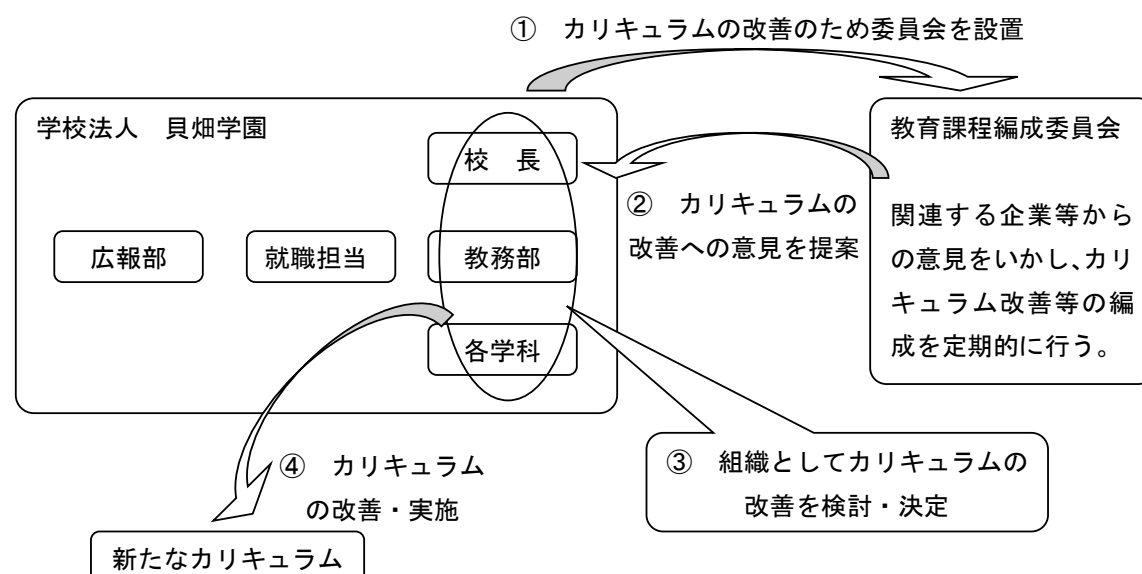 ① カリキュラムの改善のため委員会を設置
学校法人 貝畑学園
校 長
広報部
就職担当
教務部
各学科
② カリキュラムの
改善への意見を提案
教育課程編成委員会
関連する企業等から
の意見をいかし、カリ
キュラム改善等の編
成を定期的に行う。
③ 組織としてカリキュラムの
改善を検討・決定
④ カリキュラム
の改善・実施
新たなカリキュラム